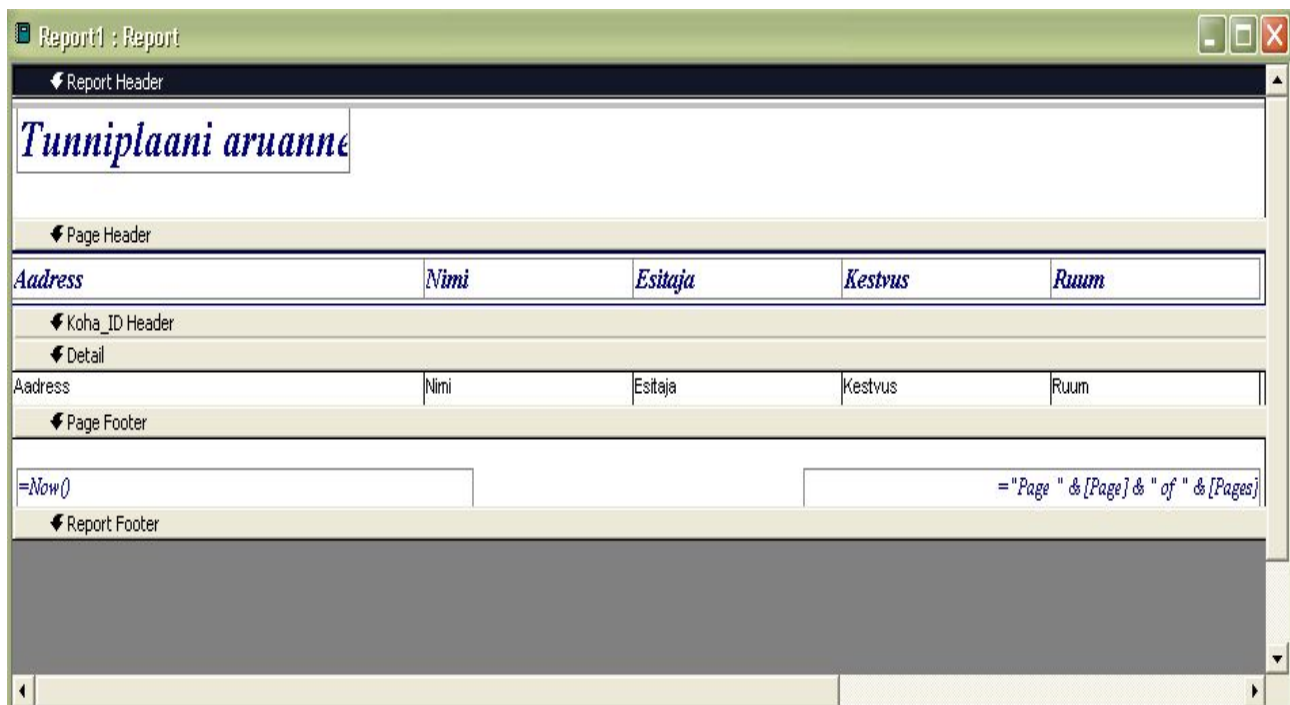 Report1 : Report
Report Header
Tunniplaani aruanne
Page Header
Aadress Nimi Esitaja Kestvus Ruum
Koha_ID Header
Detail
Aadress Nimi Esitaja Kestvus Ruum
Page Footer
=Now() ="Page " & [Page] & " of " & [Pages]
Report Footer